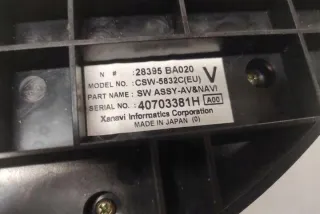 N #: 28395 BA020 V
MODEL NO.: CSW-5832C(EU)
PART NAME: SW ASSY-AV&NAVI
SERIAL NO.: 40703381H A00
Xanavi Informatics Corporation
MADE IN JAPAN (0)